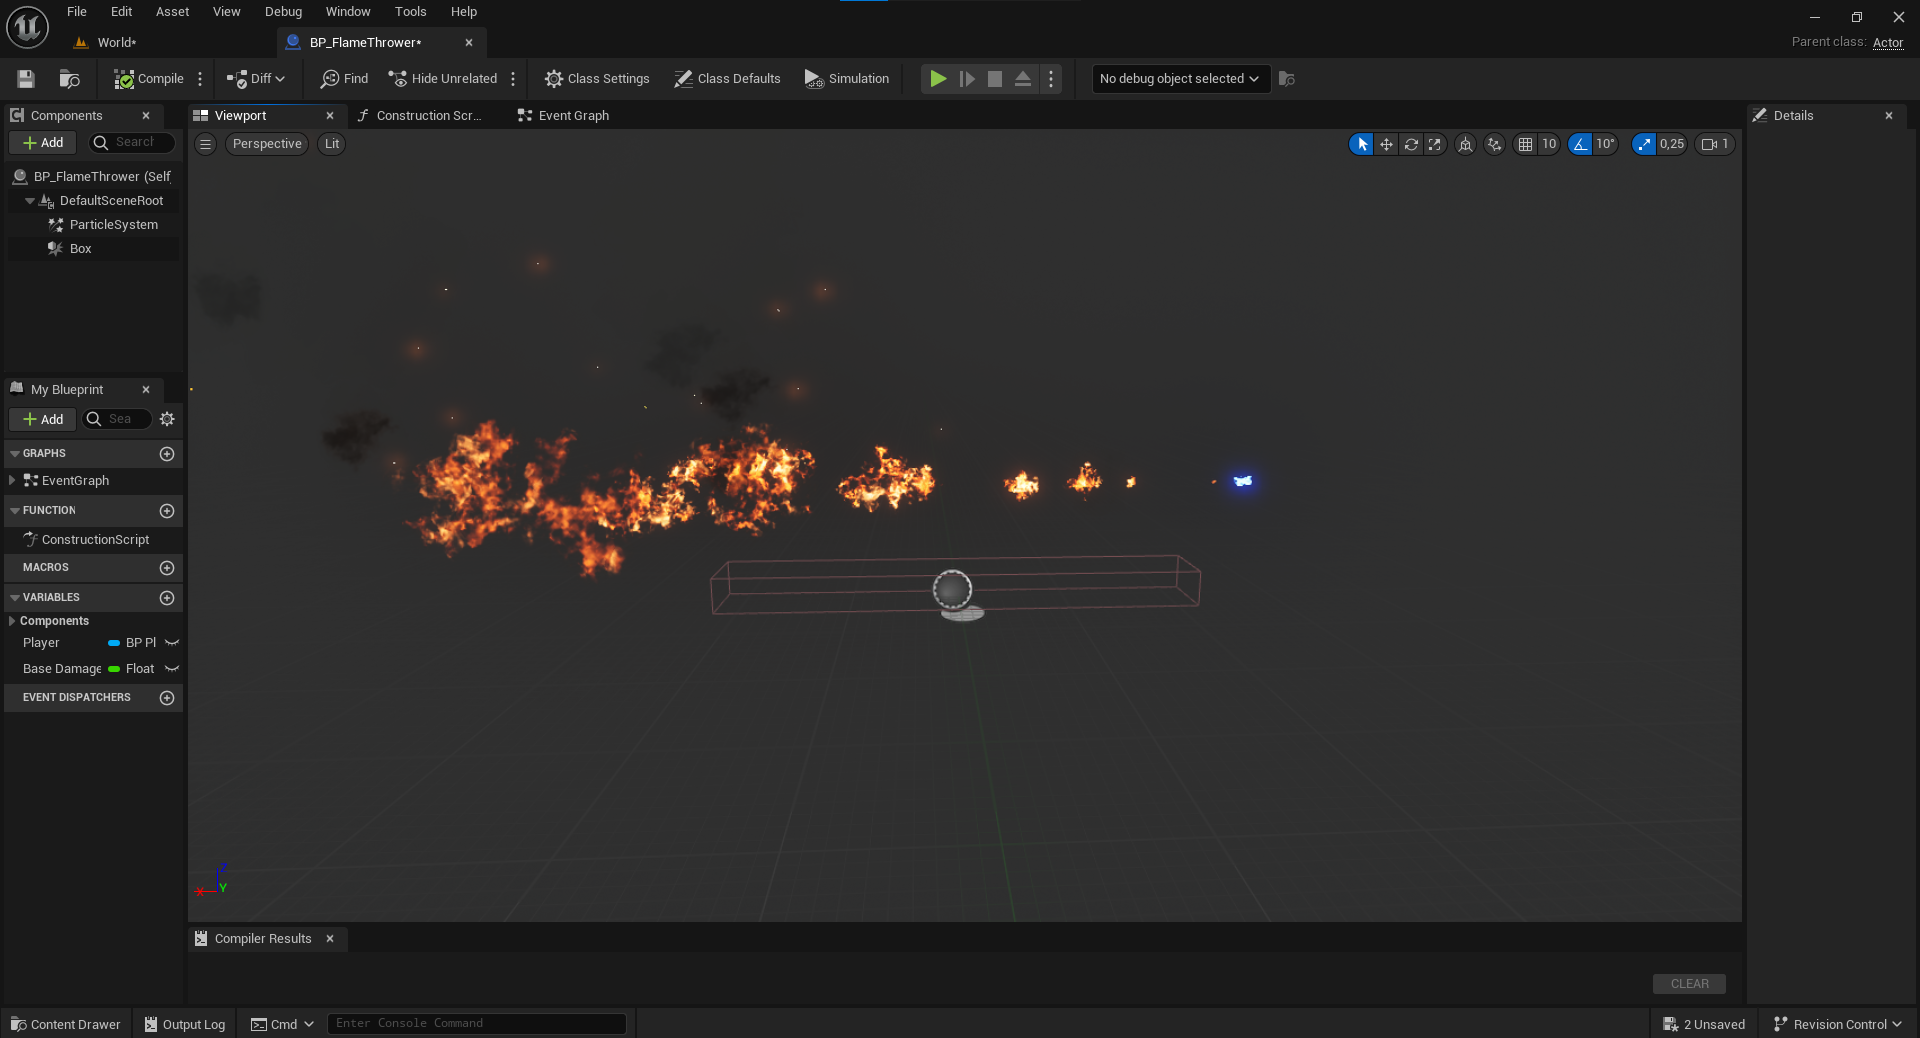 File Edit Asset View Debug Window Tools Help
World*
BP_FlameThrower*
Parent class: Actor
Compile
Diff
Find
Hide Unrelated
Class Settings
Class Defaults
Simulation
No debug object selected
Components
Add
Search
BP_FlameThrower (Self
DefaultSceneRoot
ParticleSystem
Box
My Blueprint
Add
Sea
GRAPHS
EventGraph
FUNCTION
ConstructionScript
MACROS
VARIABLES
Components
Player BP Pl
Base Damage Float
EVENT DISPATCHERS
Viewport
Construction Scr...
Event Graph
Perspective
Lit
10
10°
0,25
1
Z
X
Y
Details
Compiler Results
CLEAR
Content Drawer
Output Log
Cmd
Enter Console Command
2 Unsaved
Revision Control